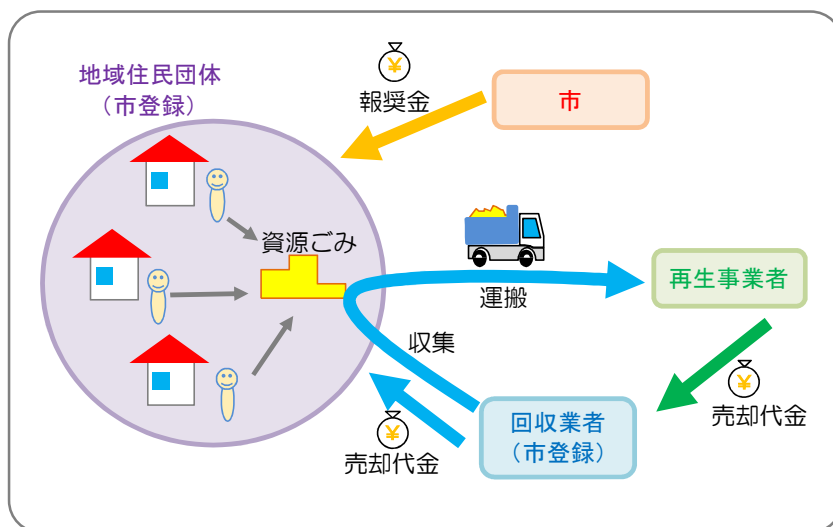 地域住民団体
（市登録）
¥
報奨金
市
資源ごみ
運搬
再生事業者
収集
¥
売却代金
回収業者
（市登録）
¥
売却代金